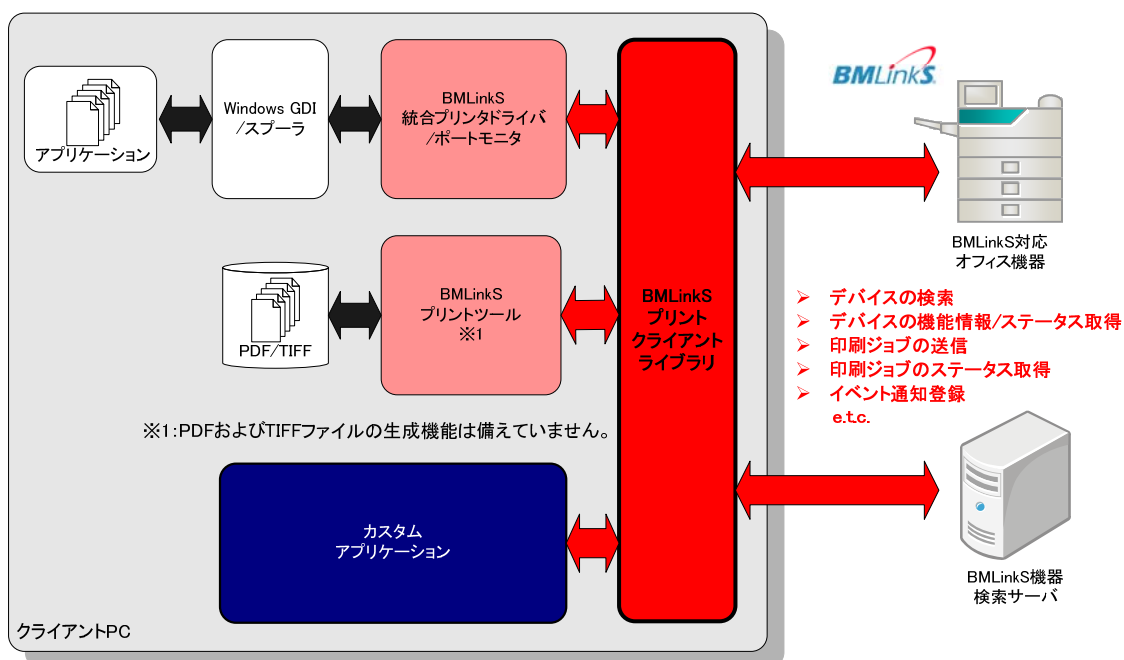 BMLinkS
アプリケーション
Windows GDI
/スプーラ
BMLinkS
統合プリンタドライバ
/ポートモニタ
BMLinkS対応
オフィス機器
PDF/TIFF
BMLinkS
プリントツール
※1
BMLinkS
プリント
クライアント
ライブラリ
➢ デバイスの検索
➢ デバイスの機能情報/ステータス取得
➢ 印刷ジョブの送信
➢ 印刷ジョブのステータス取得
➢ イベント通知登録
e.t.c.
※1:PDFおよびTIFFファイルの生成機能は備えていません。
カスタム
アプリケーション
BMLinkS機器
検索サーバ
クライアントPC